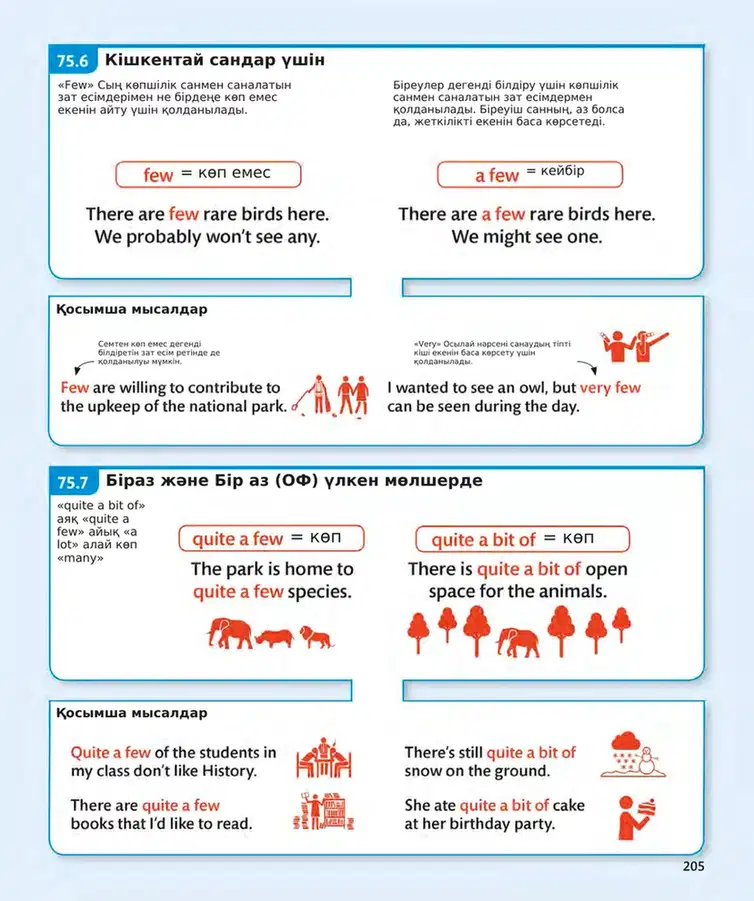 75.6 Кішкентай сандар үшін
«Few» Сың көпшілік санмен саналатын
зат есімдерімен не бірдеңе көп емес
екенін айту үшін қолданылады.
few = көп емес
There are few rare birds here.
We probably won't see any.
Біреулер дегенді білдіру үшін көпшілік
санмен саналатын зат есімдермен
қолданылады. Біреуіш санның, аз болса
да, жеткілікті екенін баса көрсетеді.
a few = кейбір
There are a few rare birds here.
We might see one.
Қосымша мысалдар
Семтен көп емес дегенді
білдіретін зат есім ретінде де
қолданылуы мүмкін.
Few are willing to contribute to
the upkeep of the national park.
«Very» Осылай нәрсені санаудың тіпті
кіші екенін баса көрсету үшін
қолданылады.
I wanted to see an owl, but very few
can be seen during the day.
75.7 Біраз және Бір аз (ОФ) үлкен мөлшерде
«quite a bit of»
аяқ «quite a
few» айық «a
lot» алай көп
«many»
quite a few = көп
The park is home to
quite a few species.
quite a bit of = көп
There is quite a bit of open
space for the animals.
Қосымша мысалдар
Quite a few of the students in
my class don't like History.
There are quite a few
books that I'd like to read.
There's still quite a bit of
snow on the ground.
She ate quite a bit of cake
at her birthday party.
205